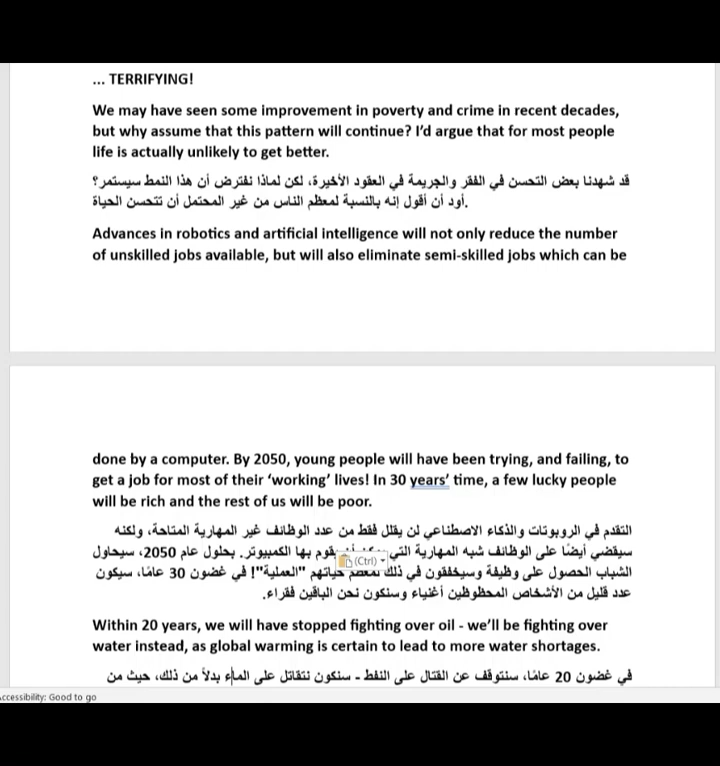 ... TERRIFYING!
We may have seen some improvement in poverty and crime in recent decades,
but why assume that this pattern will continue? I’d argue that for most people
life is actually unlikely to get better.
قد شهدنا بعض التحسن في الفقر والجريمة في العقود الأخيرة، لكن لماذا نفترض أن هذا النمط سيستمر؟
أود أن أقول إنه بالنسبة لمعظم الناس من غير المحتمل أن تتحسن الحياة.
Advances in robotics and artificial intelligence will not only reduce the number
of unskilled jobs available, but will also eliminate semi-skilled jobs which can be
done by a computer. By 2050, young people will have been trying, and failing, to
get a job for most of their ‘working’ lives! In 30 years’ time, a few lucky people
will be rich and the rest of us will be poor.
التقدم في الروبوتات والذكاء الاصطناعي لن يقلل فقط من عدد الوظائف غير المهارية المتاحة، ولكنه
سيقضي أيضًا على الوظائف شبه المهارية التي يقوم بها الكمبيوتر. بحلول عام 2050، سيحاول
الشباب الحصول على وظيفة وسيخفقون في ذلك لمعظم حياتهم "العملية"! في غضون 30 عامًا، سيكون
عدد قليل من الأشخاص المحظوظين أغنياء وسنكون نحن الباقين فقراء.
(Ctrl)
Within 20 years, we will have stopped fighting over oil - we’ll be fighting over
water instead, as global warming is certain to lead to more water shortages.
في غضون 20 عامًا، سنتوقف عن القتال على النفط - سنكون نتقاتل على الماء بدلاً من ذلك، حيث من
ccessibility: Good to go